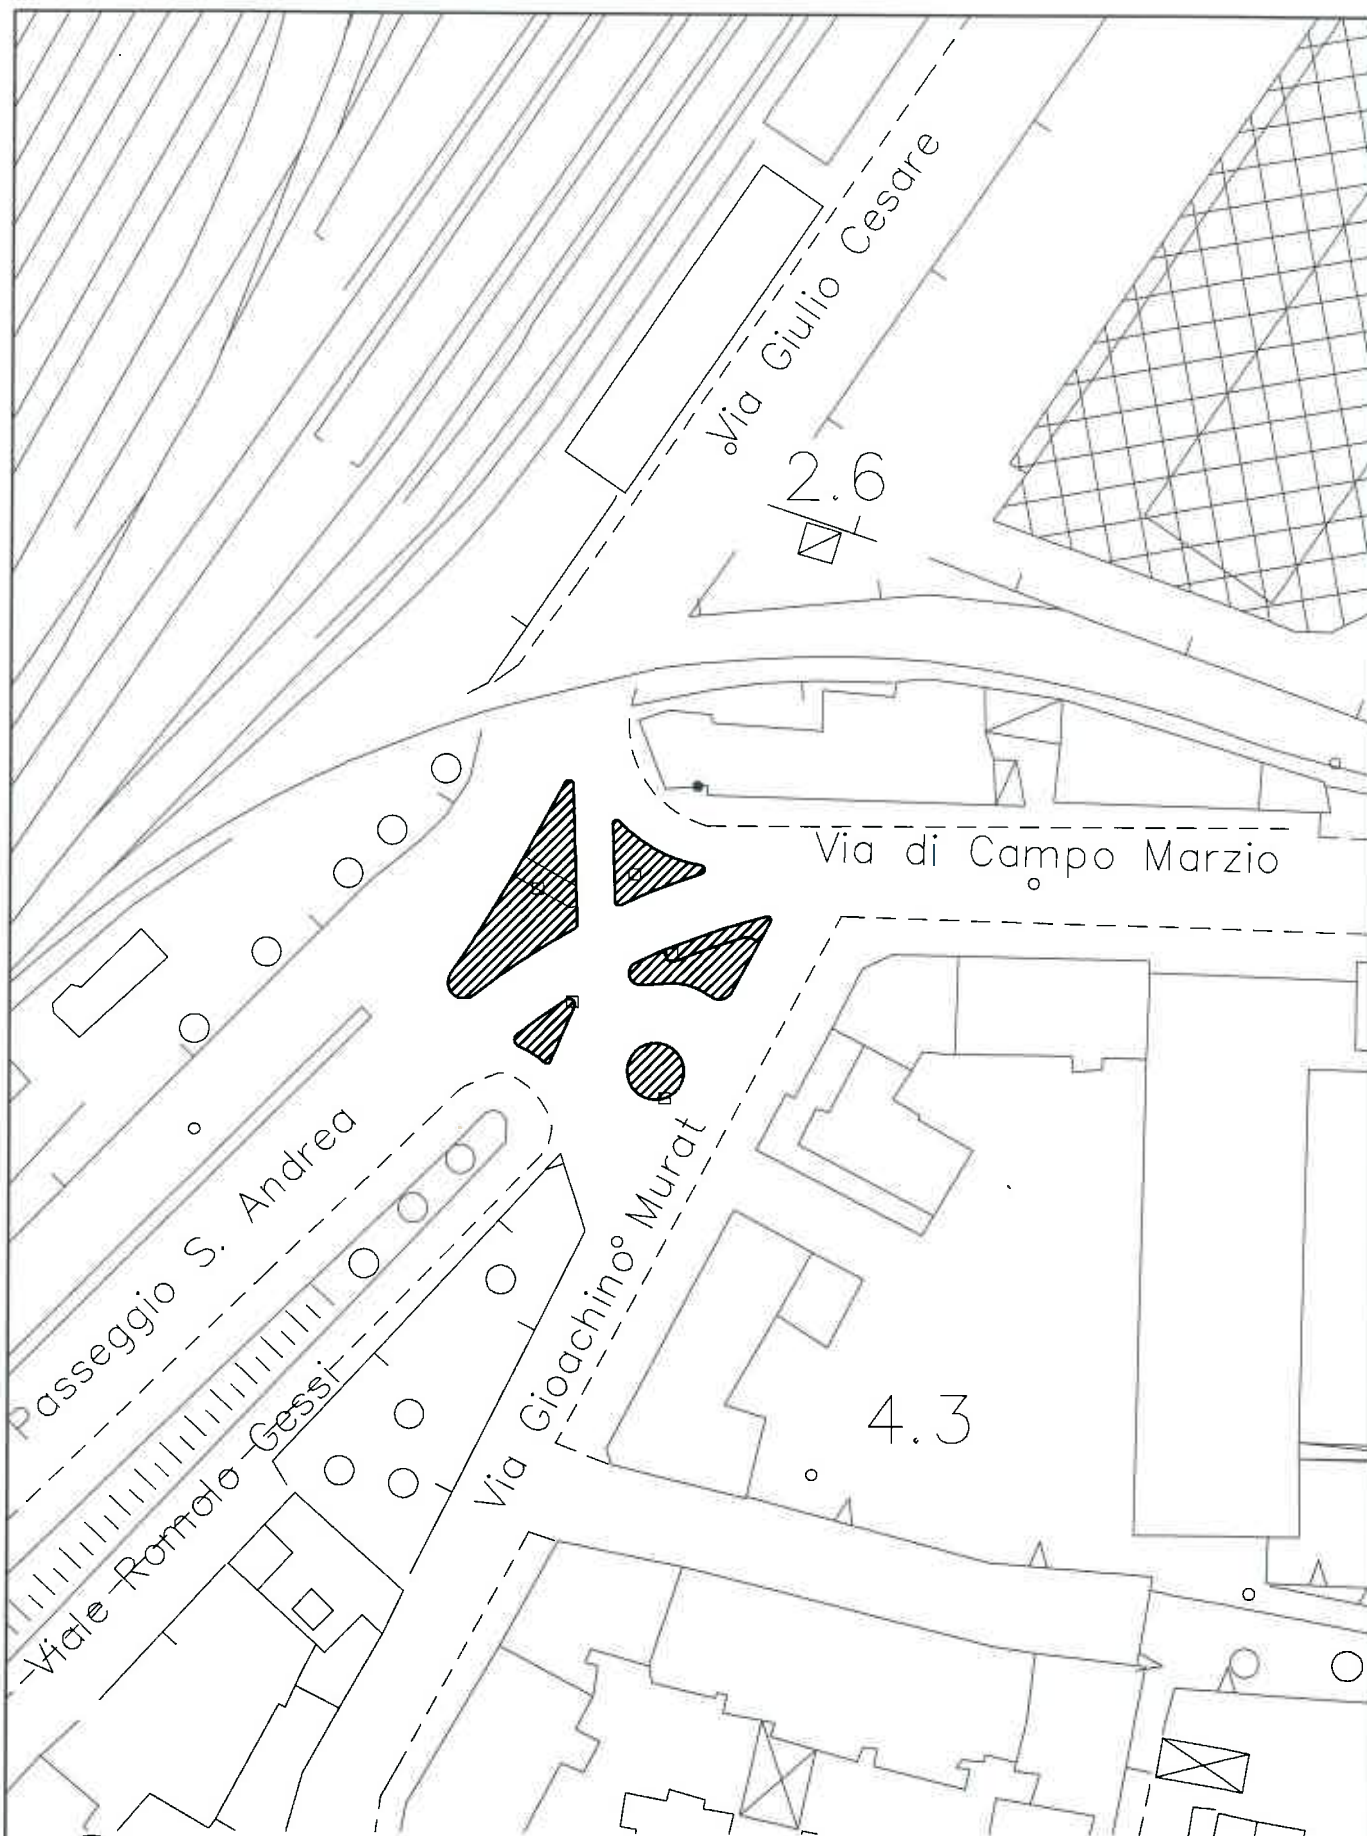 Via Giulio Cesare
2.6
Via di Campo Marzio
Passeggio S. Andrea
Via Gioachino Murat
4.3
Viale Romolo Gessi